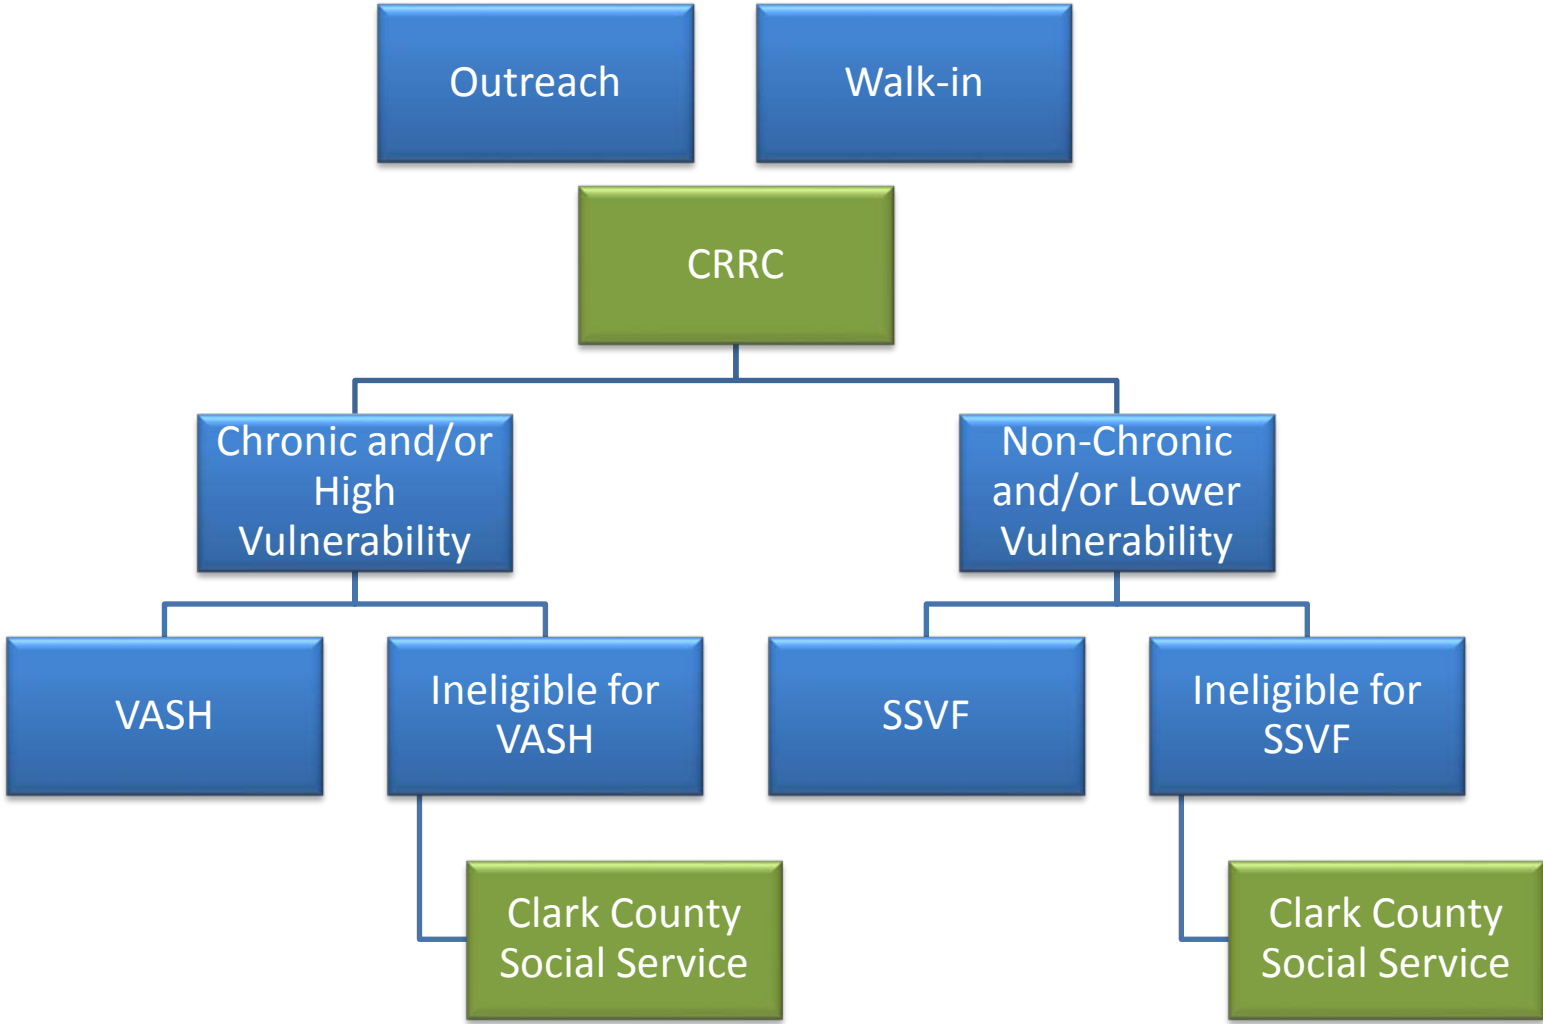 Outreach
Walk-in
CRRC
Chronic and/or
High
Vulnerability
Non-Chronic
and/or Lower
Vulnerability
VASH
Ineligible for
VASH
SSVF
Ineligible for
SSVF
Clark County
Social Service
Clark County
Social Service